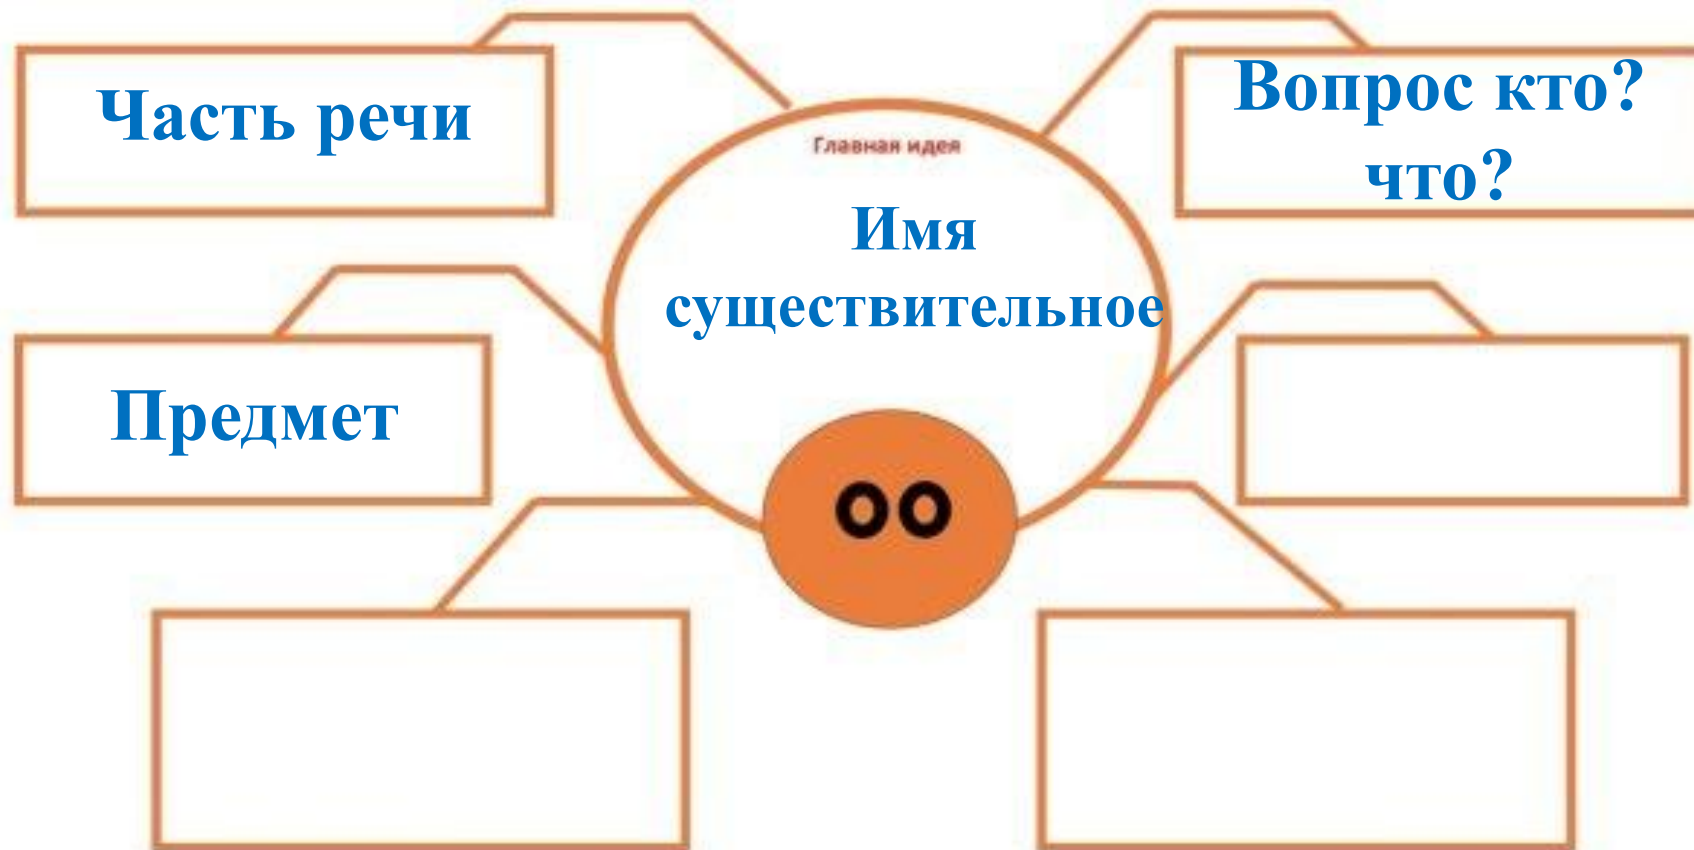 Часть речи
Вопрос кто?
что?
Главная идея
Имя
существительное
Предмет